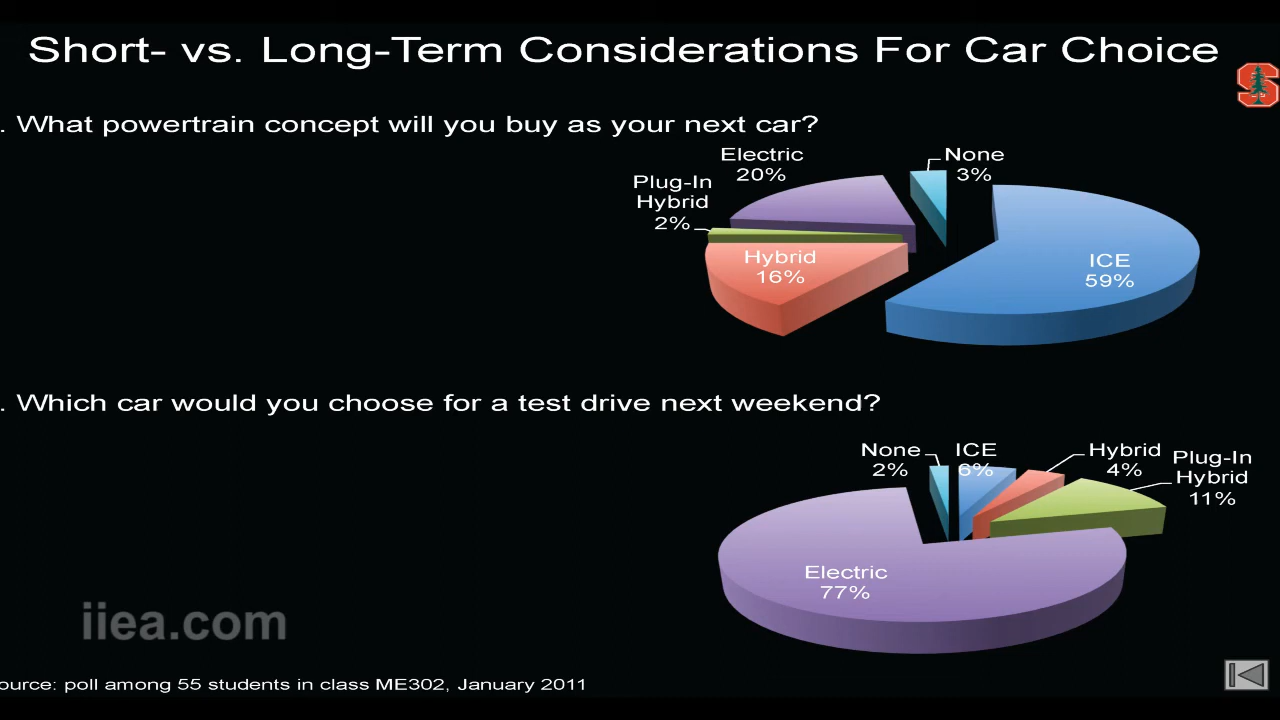 Short- vs. Long-Term Considerations For Car Choice
S
. What powertrain concept will you buy as your next car?
Electric
20%
None
3%
Plug-In
Hybrid
2%
Hybrid
16%
ICE
59%
. Which car would you choose for a test drive next weekend?
None
2%
ICE
6%
Hybrid
4%
Plug-In
Hybrid
11%
Electric
77%
iiea.com
ource: poll among 55 students in class ME302, January 2011